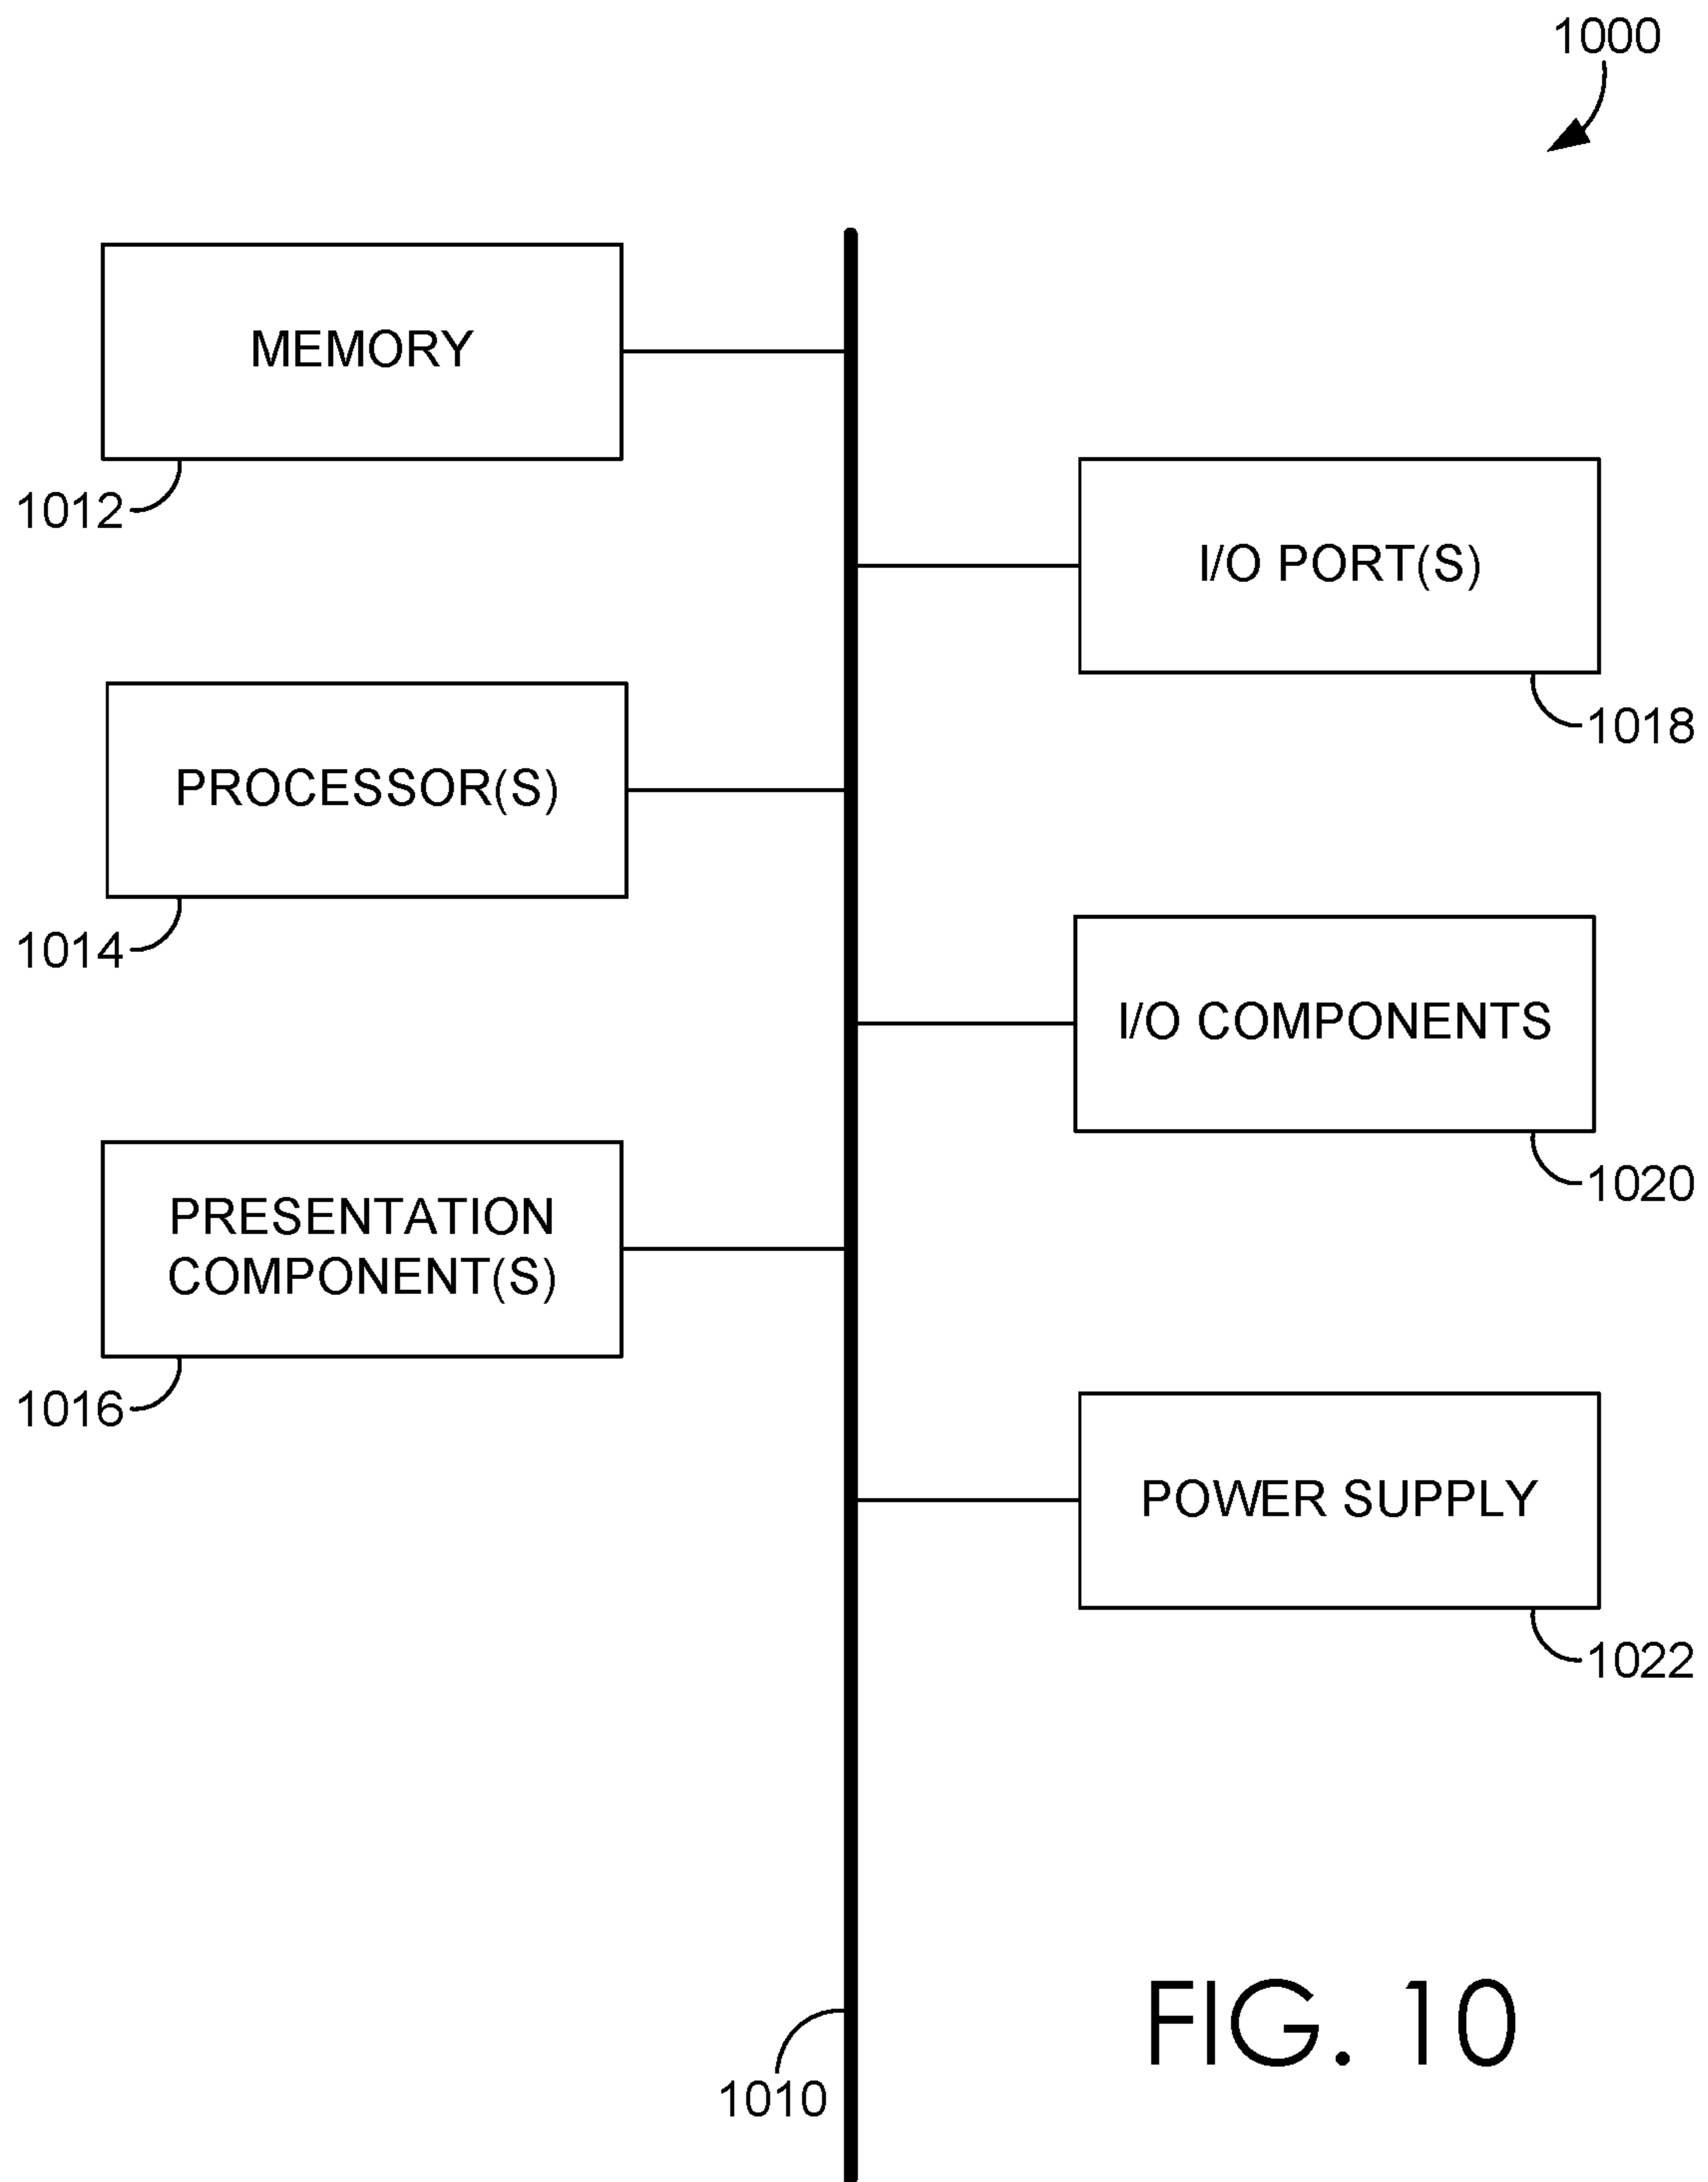 1000
MEMORY
1012
I/O PORT(S)
1018
PROCESSOR(S)
1014
I/O COMPONENTS
1020
PRESENTATION
COMPONENT(S)
1016
POWER SUPPLY
1022
1010
FIG. 10